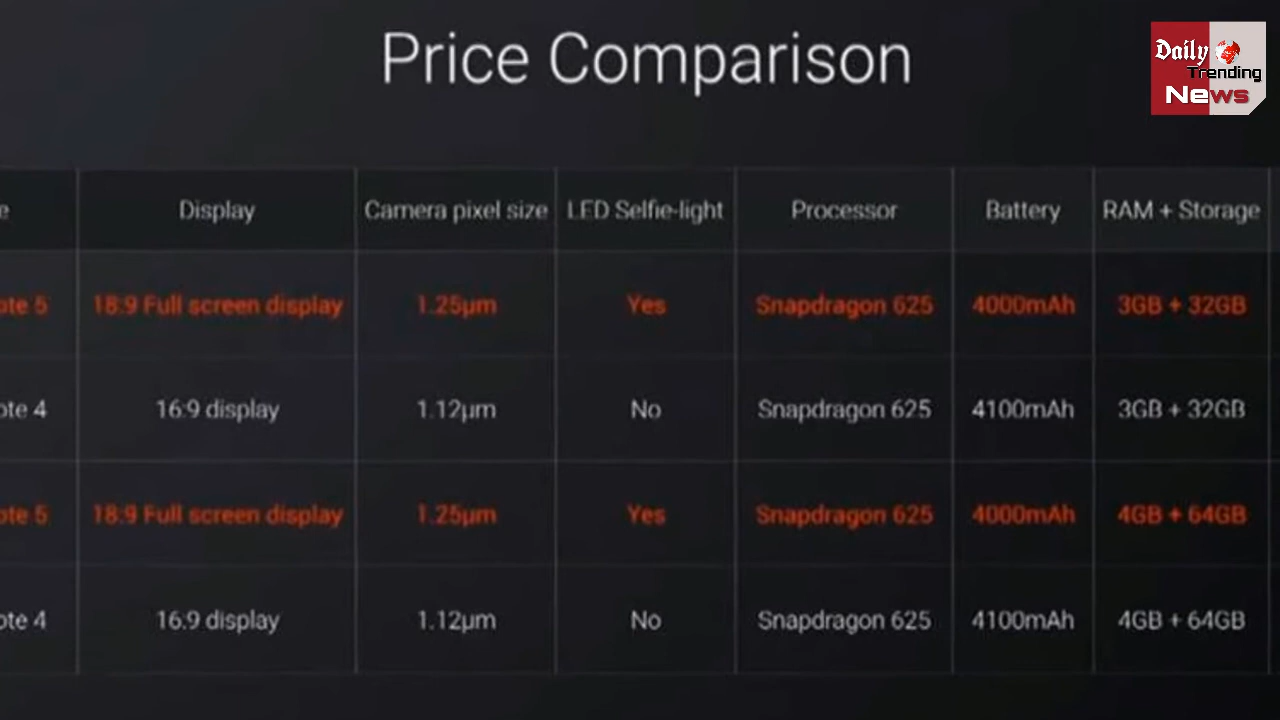 Price Comparison
Daily
Trending
News
e Display Camera pixel size LED Selfie-light Processor Battery RAM + Storage
ote 5 18:9 Full screen display 1.25μm Yes Snapdragon 625 4000mAh 3GB + 32GB
ote 4 16:9 display 1.12μm No Snapdragon 625 4100mAh 3GB + 32GB
ote 5 18:9 Full screen display 1.25μm Yes Snapdragon 625 4000mAh 4GB + 64GB
ote 4 16:9 display 1.12μm No Snapdragon 625 4100mAh 4GB + 64GB